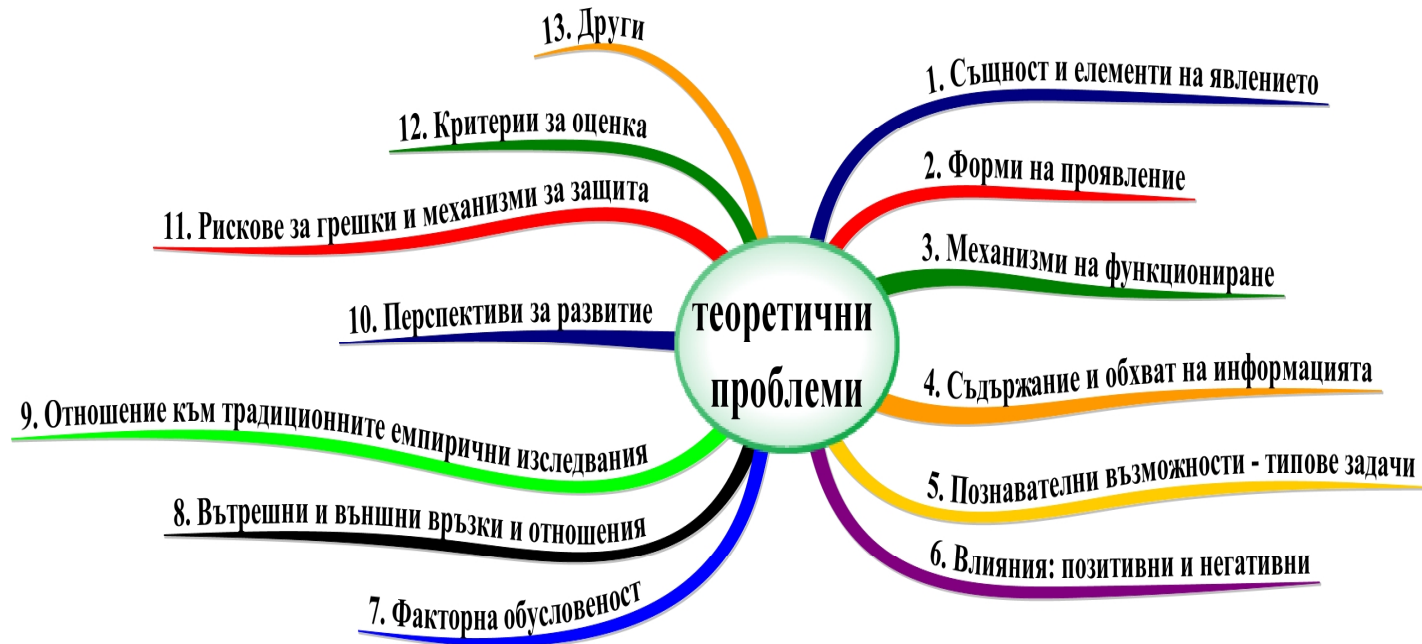 теоретични
проблеми
1. Същност и елементи на явлението
2. Форми на проявление
3. Механизми на функциониране
4. Съдържание и обхват на информацията
5. Познавателни възможности - типове задачи
6. Влияния: позитивни и негативни
7. Факторна обусловеност
8. Вътрешни и външни връзки и отношения
9. Отношение към традиционните емпирични изследвания
10. Перспективи за развитие
11. Рискове за грешки и механизми за защита
12. Критерии за оценка
13. Други